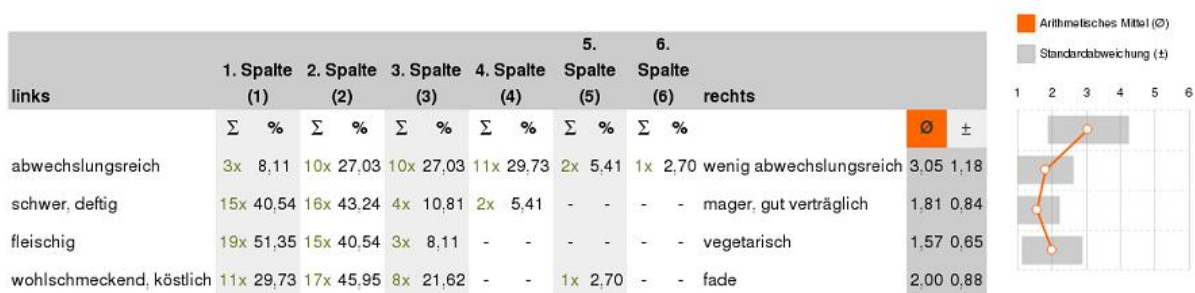 Arithmetisches Mittel (Ø)
Standardabweichung (±)
5. 6.
1. Spalte 2. Spalte 3. Spalte 4. Spalte Spalte Spalte
links (1) (2) (3) (4) (5) (6) rechts
1 2 3 4 5 6
Σ % Σ % Σ % Σ % Σ % Σ % Ø ±
abwechslungsreich 3x 8,11 10x 27,03 10x 27,03 11x 29,73 2x 5,41 1x 2,70 wenig abwechslungsreich 3,05 1,18
schwer, deftig 15x 40,54 16x 43,24 4x 10,81 2x 5,41 - - - - mager, gut verträglich 1,81 0,84
fleischig 19x 51,35 15x 40,54 3x 8,11 - - - - - - vegetarisch 1,57 0,65
wohlschmeckend, köstlich 11x 29,73 17x 45,95 8x 21,62 - - 1x 2,70 - - fade 2,00 0,88